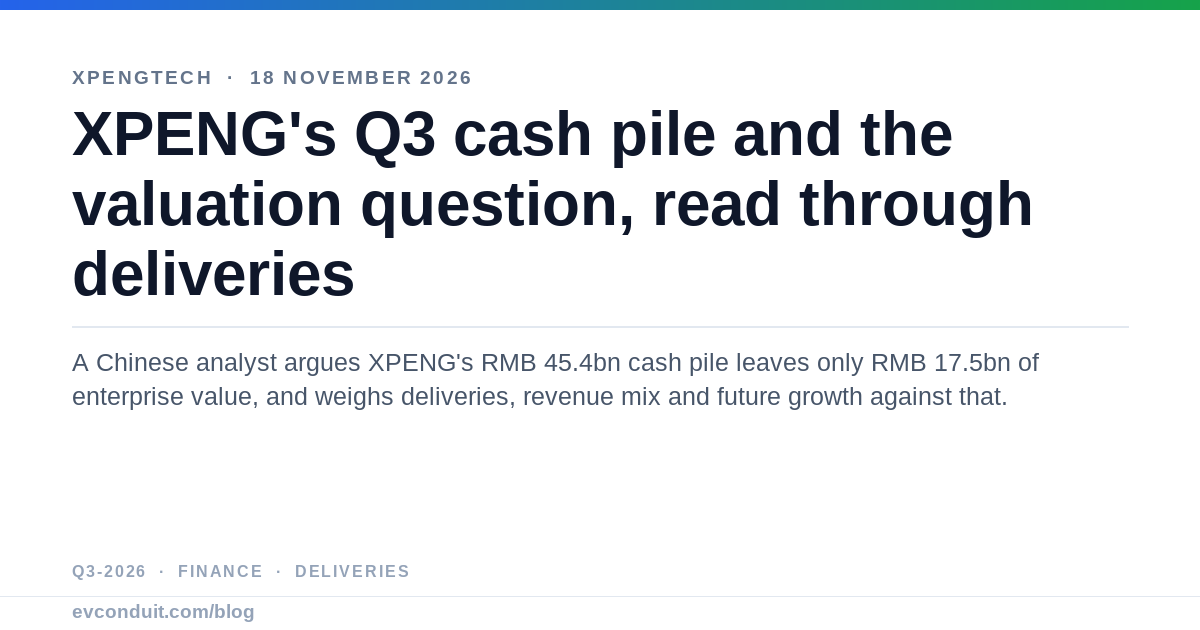 XPENGTECH · 18 NOVEMBER 2026
XPENG's Q3 cash pile and the
valuation question, read through
deliveries
A Chinese analyst argues XPENG's RMB 45.4bn cash pile leaves only RMB 17.5bn of
enterprise value, and weighs deliveries, revenue mix and future growth against that.
Q3-2026 · FINANCE · DELIVERIES
evconduit.com/blog